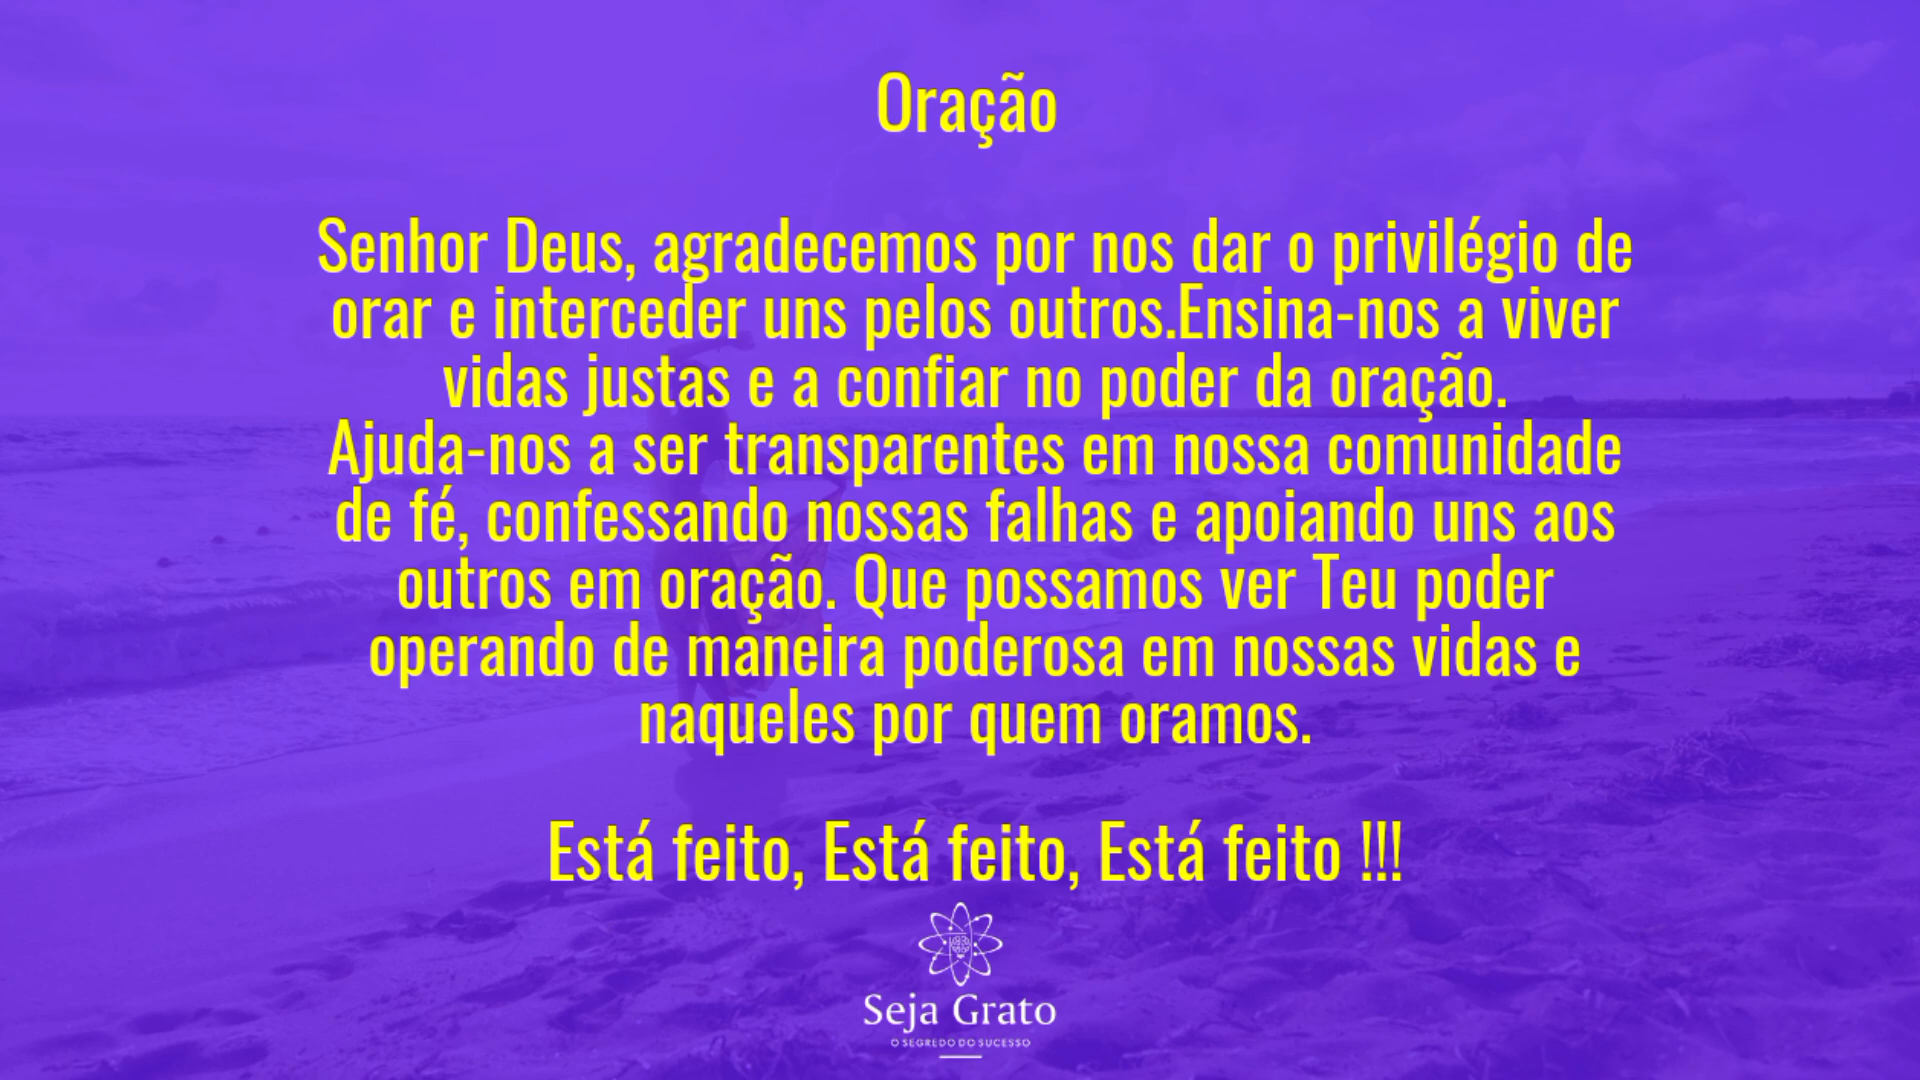 Oração
Senhor Deus, agradecemos por nos dar o privilégio de
orar e interceder uns pelos outros.Ensina-nos a viver
vidas justas e a confiar no poder da oração.
Ajuda-nos a ser transparentes em nossa comunidade
de fé, confessando nossas falhas e apoiando uns aos
outros em oração. Que possamos ver Teu poder
operando de maneira poderosa em nossas vidas e
naqueles por quem oramos.
Está feito, Está feito, Está feito !!!
Seja Grato
O SEGREDO DO SUCESSO